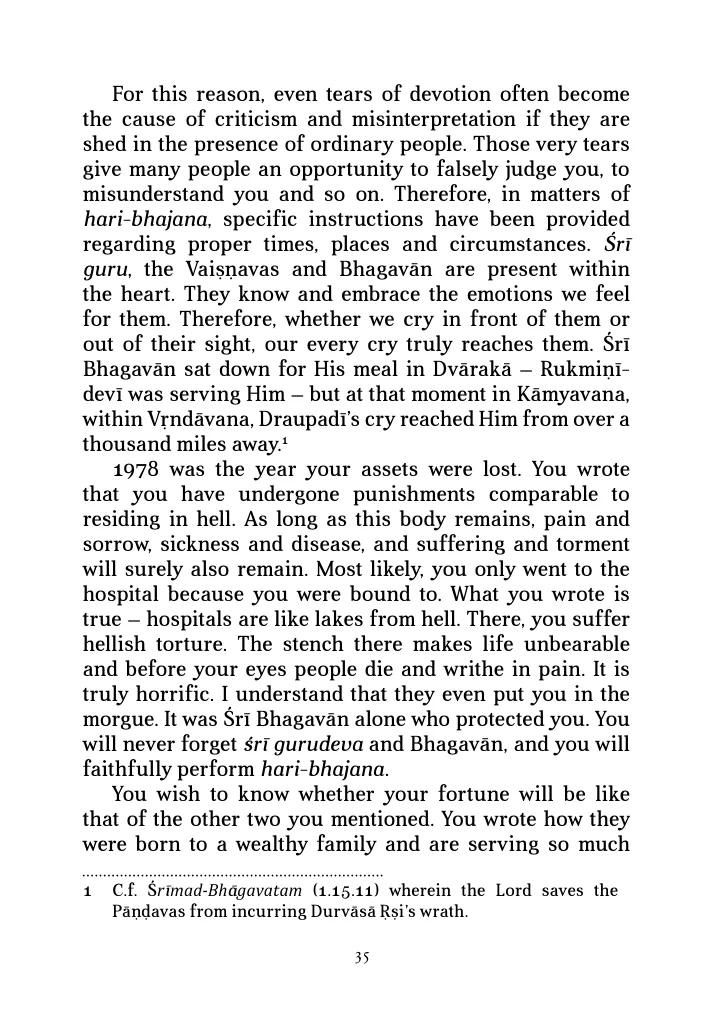 For this reason, even tears of devotion often become
the cause of criticism and misinterpretation if they are
shed in the presence of ordinary people. Those very tears
give many people an opportunity to falsely judge you, to
misunderstand you and so on. Therefore, in matters of
hari-bhajana, specific instructions have been provided
regarding proper times, places and circumstances. Śrī
guru, the Vaiṣṇavas and Bhagavān are present within
the heart. They know and embrace the emotions we feel
for them. Therefore, whether we cry in front of them or
out of their sight, our every cry truly reaches them. Śrī
Bhagavān sat down for His meal in Dvārakā – Rukmiṇī-
devī was serving Him – but at that moment in Kāmyavana,
within Vṛndāvana, Draupadī’s cry reached Him from over a
thousand miles away.¹
1978 was the year your assets were lost. You wrote
that you have undergone punishments comparable to
residing in hell. As long as this body remains, pain and
sorrow, sickness and disease, and suffering and torment
will surely also remain. Most likely, you only went to the
hospital because you were bound to. What you wrote is
true – hospitals are like lakes from hell. There, you suffer
hellish torture. The stench there makes life unbearable
and before your eyes people die and writhe in pain. It is
truly horrific. I understand that they even put you in the
morgue. It was Śrī Bhagavān alone who protected you. You
will never forget śrī gurudeva and Bhagavān, and you will
faithfully perform hari-bhajana.
You wish to know whether your fortune will be like
that of the other two you mentioned. You wrote how they
were born to a wealthy family and are serving so much
1 C.f. Śrīmad-Bhāgavatam (1.15.11) wherein the Lord saves the
Pāṇḍavas from incurring Durvāsā Ṛṣi’s wrath.
35